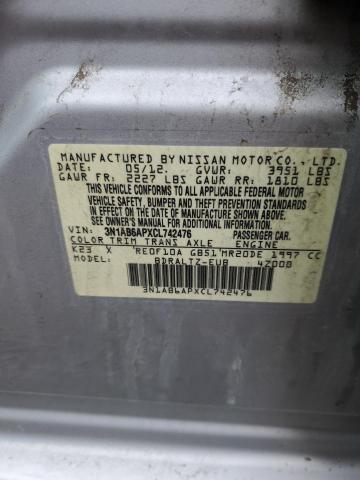 MANUFACTURED BY NISSAN MOTOR CO., LTD.
DATE: 05/12. GVWR: 3951 LBS
GAWR FR: 2227 LBS GAWR RR: 1810 LBS
THIS VEHICLE CONFORMS TO ALL APPLICABLE FEDERAL MOTOR
VEHICLE SAFETY, BUMPER, AND THEFT PREVENTION
STANDARDS IN EFFECT ON THE DATE OF MANUFACTURE SHOWN ABOVE.
SEE OWNER'S MANUAL FOR ADDITIONAL INFORMATION.
VIN: 3N1AB6APXCL742476 PASSENGER CAR.
COLOR TRIM TRANS AXLE ENGINE
K23 X RE0F10A GB51 MR20DE 1997 CC
MODEL: BDRALTZ-EUB 4Z008
3N1AB6APXCL742476